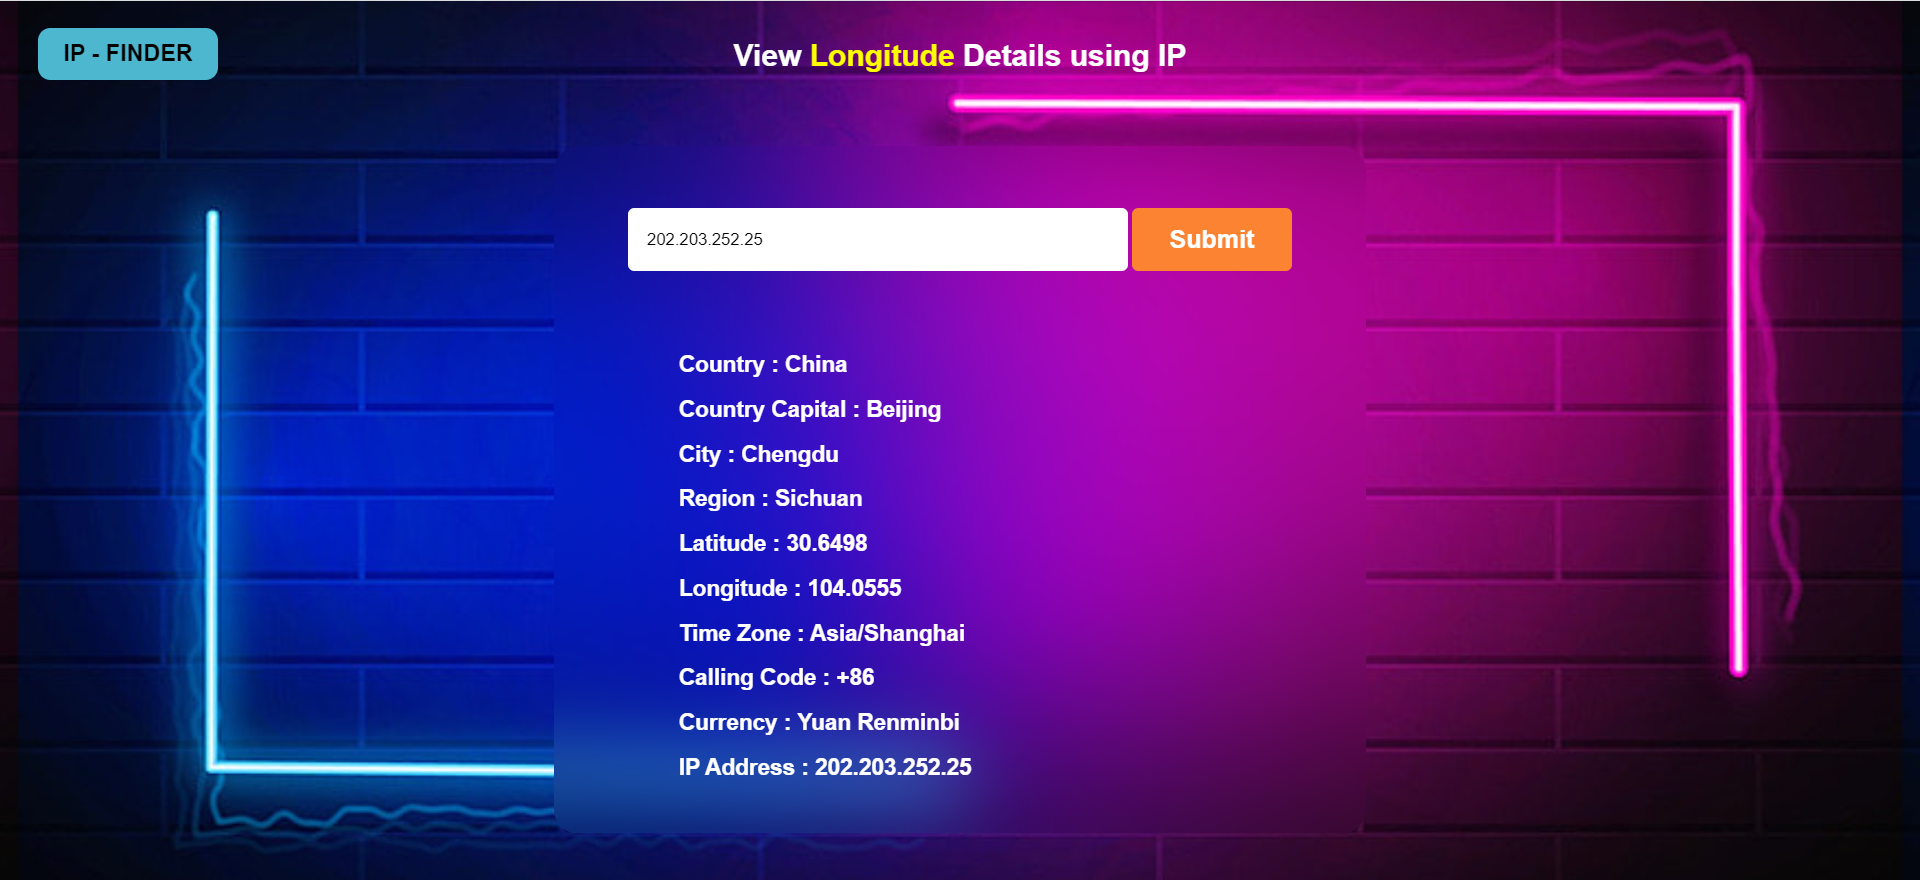 IP - FINDER
View Longitude Details using IP
202.203.252.25
Submit
Country : China
Country Capital : Beijing
City : Chengdu
Region : Sichuan
Latitude : 30.6498
Longitude : 104.0555
Time Zone : Asia/Shanghai
Calling Code : +86
Currency : Yuan Renminbi
IP Address : 202.203.252.25